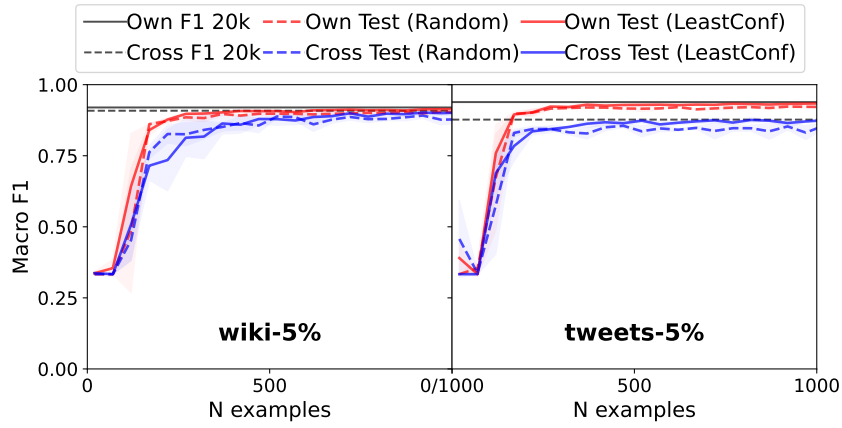 Own F1 20k Own Test (Random) Own Test (LeastConf)
Cross F1 20k Cross Test (Random) Cross Test (LeastConf)
1.00
0.75
0.50
0.25
0.00
Macro F1
wiki-5% tweets-5%
0 500 0/1000 500 1000
N examples N examples